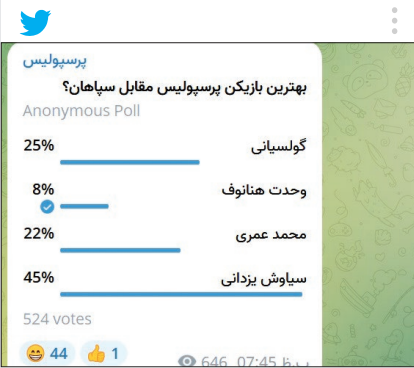 پرسپولیس
بهترین بازیکن پرسپولیس مقابل سپاهان؟
Anonymous Poll
25% گولسیانی
8% وحدت هنانوف
22% محمد عمری
45% سیاوش یزدانی
524 votes
😁 44 👍 1 646 07:45 ب.ظ